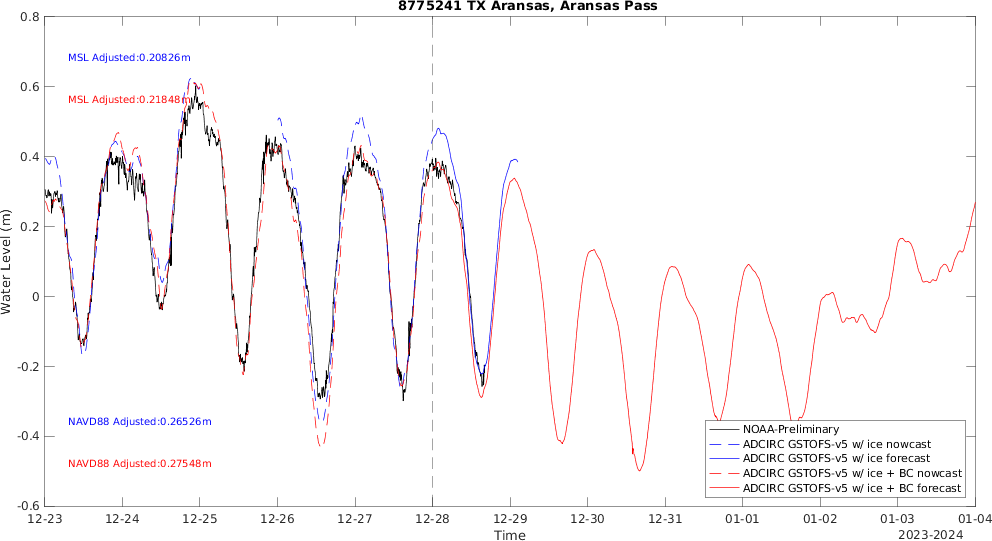 8775241 TX Aransas, Aransas Pass
0.8
0.6
0.4
0.2
0
-0.2
-0.4
-0.6
Water Level (m)
MSL Adjusted:0.20826m
MSL Adjusted:0.21848m
NAVD88 Adjusted:0.26526m
NAVD88 Adjusted:0.27548m
NOAA-Preliminary
ADCIRC GSTOFS-v5 w/ ice nowcast
ADCIRC GSTOFS-v5 w/ ice forecast
ADCIRC GSTOFS-v5 w/ ice + BC nowcast
ADCIRC GSTOFS-v5 w/ ice + BC forecast
12-23 12-24 12-25 12-26 12-27 12-28 12-29 12-30 12-31 01-01 01-02 01-03 01-04
Time
2023-2024